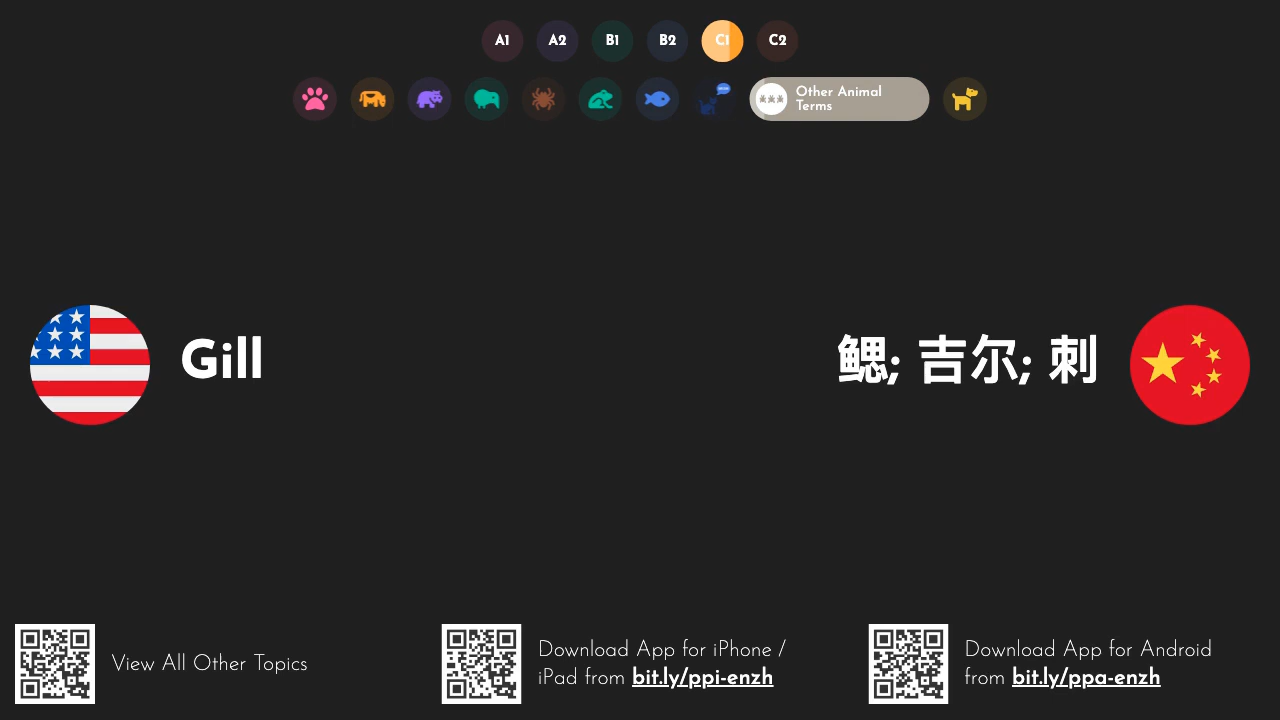 A1 A2 B1 B2 C1 C2
Other Animal
Terms
Gill
鳃; 吉尔; 刺
View All Other Topics
Download App for iPhone /
iPad from bit.ly/ppi-enzh
Download App for Android
from bit.ly/ppa-enzh